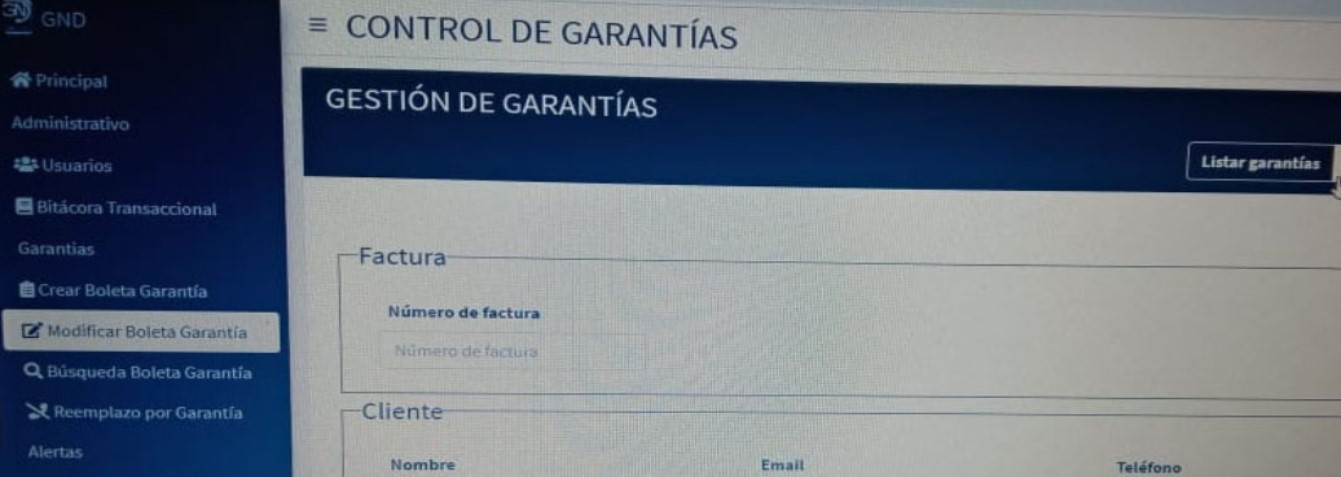 GND
Principal
Administrativo
Usuarios
Bitácora Transaccional
Garantias
Crear Boleta Garantía
Modificar Boleta Garantía
Búsqueda Boleta Garantía
Reemplazo por Garantía
Alertas
CONTROL DE GARANTÍAS
GESTIÓN DE GARANTÍAS
Listar garantías
Factura
Número de factura
Número de factura
Cliente
Nombre Email Teléfono